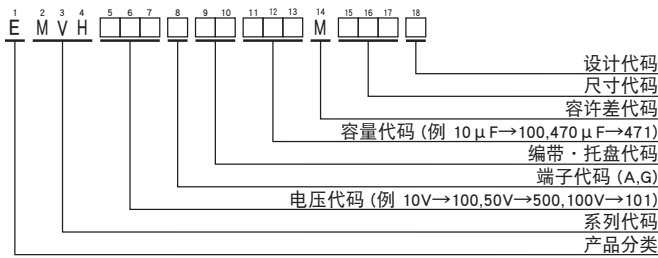 1 2 3 4 5 6 7 8 9 10 11 12 13 14 15 16 17 18
E M V H □□□ □ □□ □□□ M □□□ □
设计代码
尺寸代码
容许差代码
容量代码 (例 10μF→100,470μF→471)
编带・托盘代码
端子代码 (A,G)
电压代码 (例 10V→100,50V→500,100V→101)
系列代码
产品分类